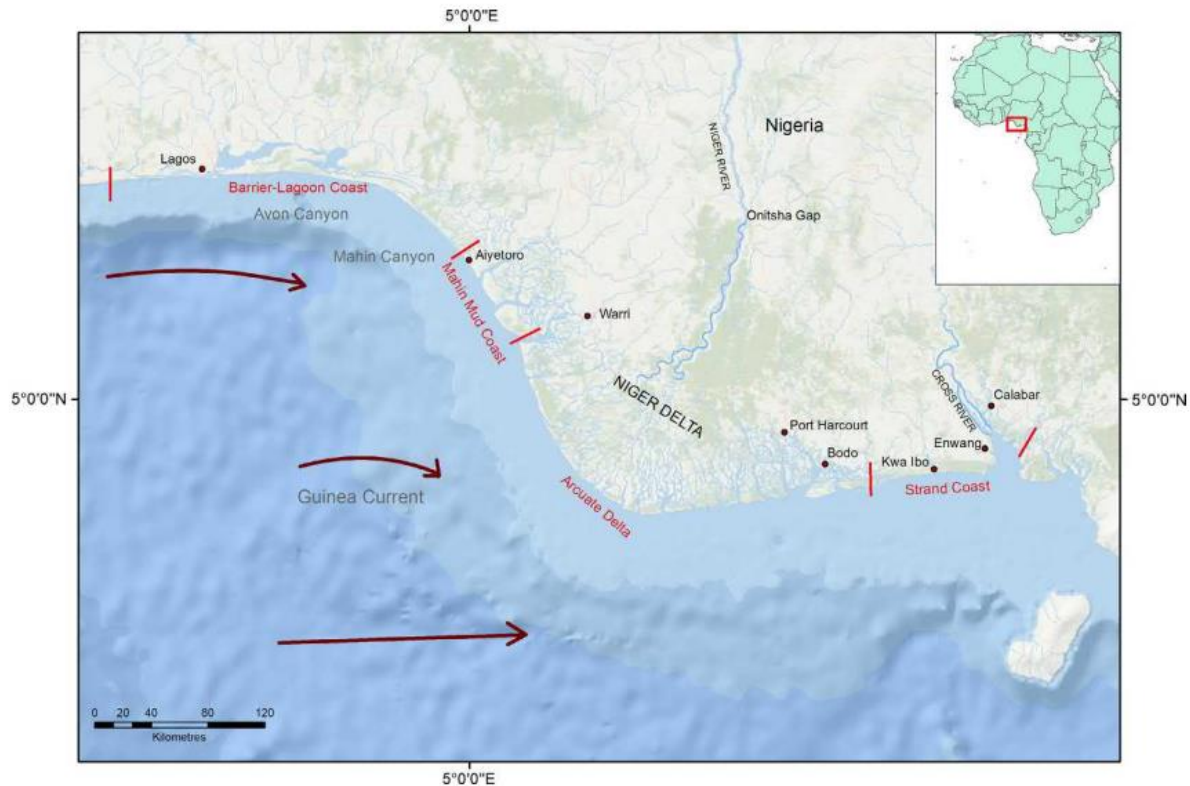 5°0'0"E
Nigeria
NIGER RIVER
Lagos
Barrier-Lagoon Coast
Avon Canyon
Onitsha Gap
Mahin Canyon
Aiyetoro
Mahin Mud Coast
Warri
5°0'0"N
5°0'0"N
NIGER DELTA
CROSS RIVER
Calabar
Port Harcourt
Enwang
Bodo
Kwa Ibo
Strand Coast
Arcuate Delta
Guinea Current
0 20 40 80 120
Kilometres
5°0'0"E